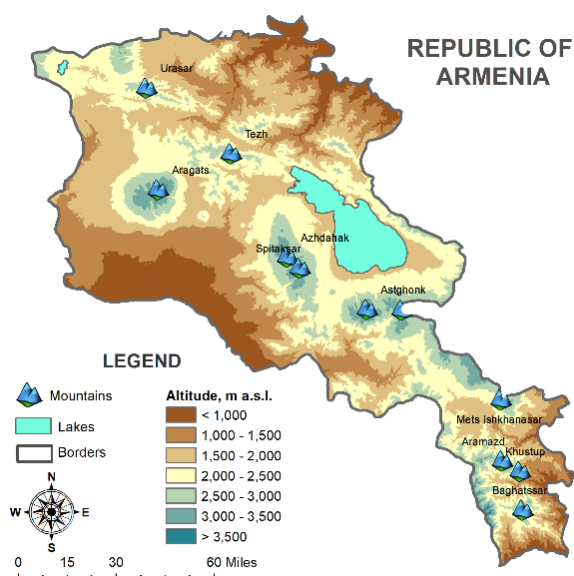 REPUBLIC OF
ARMENIA
Urasar
Tezh
Aragats
Azhdahak
Spitaksar
Astghonk
Mets Ishkhanasar
Aramazd
Khustup
Baghatssar
LEGEND
Mountains
Lakes
Borders
Altitude, m a.s.l.
< 1,000
1,000 - 1,500
1,500 - 2,000
2,000 - 2,500
2,500 - 3,000
3,000 - 3,500
> 3,500
N
W E
S
0 15 30 60 Miles